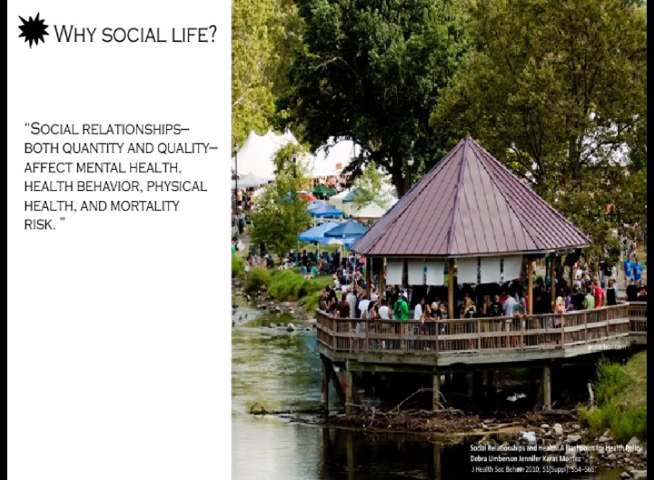 WHY SOCIAL LIFE?
“SOCIAL RELATIONSHIPS—
BOTH QUANTITY AND QUALITY—
AFFECT MENTAL HEALTH,
HEALTH BEHAVIOR, PHYSICAL
HEALTH, AND MORTALITY
RISK. ”
Social Relationships and Health: A Flashpoint for Health Policy
Debra Umberson Jennifer Karas Montez
J Health Soc Behav 2010; 51(Suppl): S54–S66